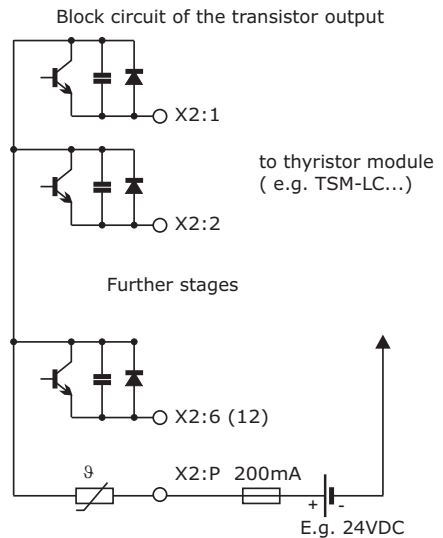 Block circuit of the transistor output
X2:1
to thyristor module
( e.g. TSM-LC...)
X2:2
Further stages
X2:6 (12)
ϑ
X2:P 200mA
+ -
E.g. 24VDC